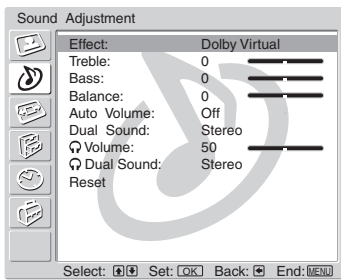 Sound Adjustment
Effect: Dolby Virtual
Treble: 0
Bass: 0
Balance: 0
Auto Volume: Off
Dual Sound: Stereo
Volume: 50
Dual Sound: Stereo
Reset
Select: Set: OK Back: End: MENU